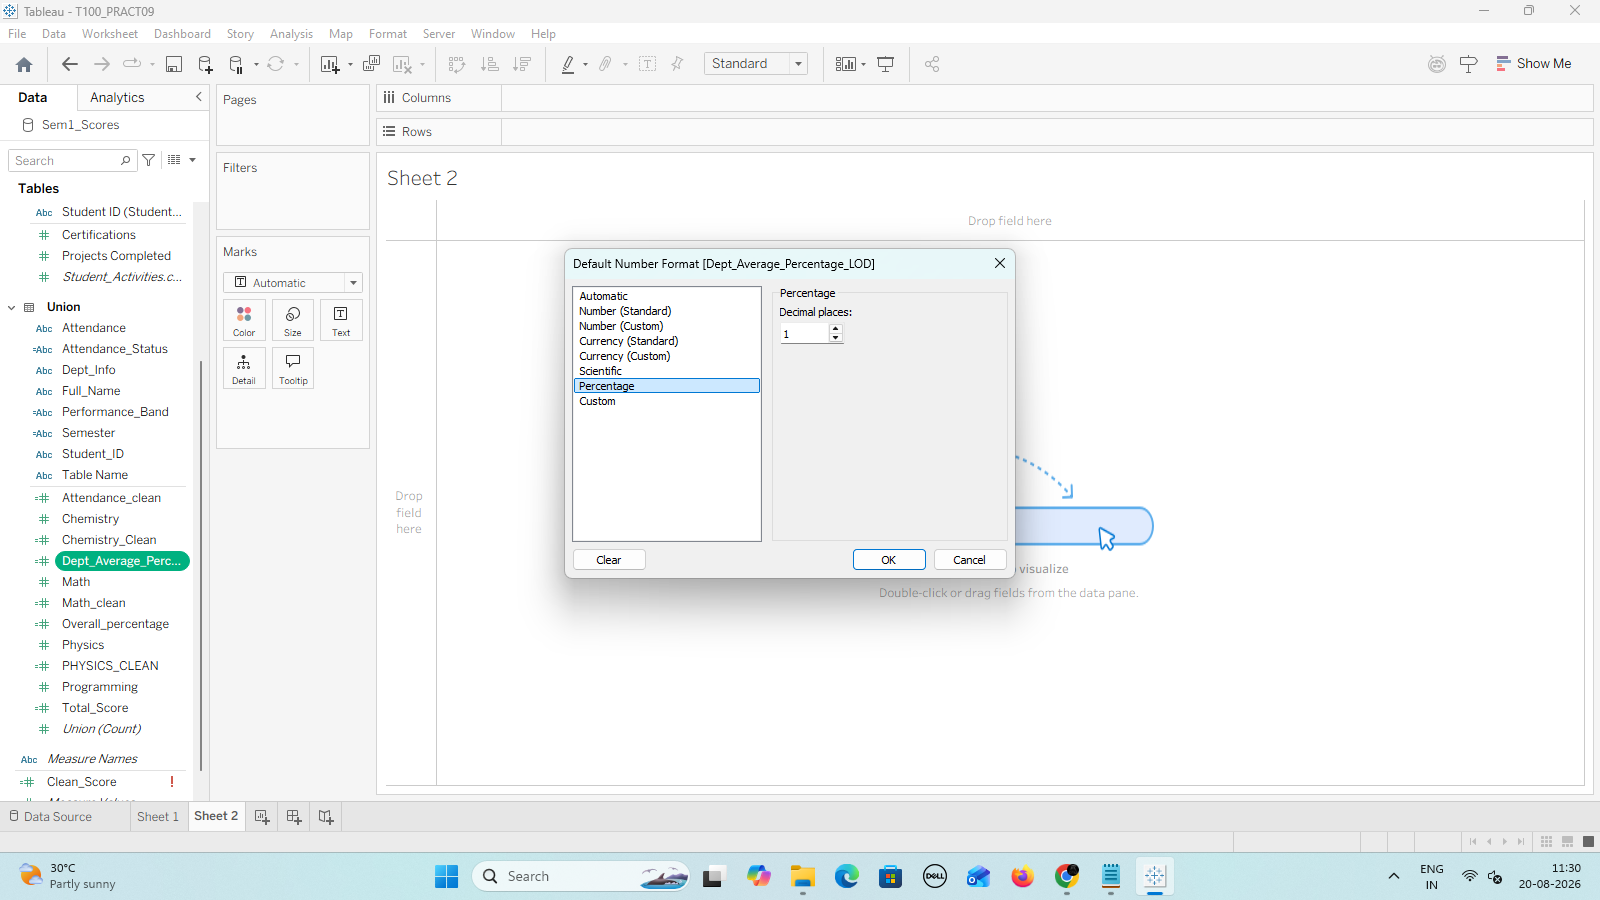 Tableau - T100_PRACT09
File Data Worksheet Dashboard Story Analysis Map Format Server Window Help
Standard
Show Me
Data Analytics
Pages
Columns
Sem1_Scores
Rows
Search
Filters
Sheet 2
Tables
Student ID (Student...
Drop field here
Certifications
Marks
Projects Completed
Default Number Format [Dept_Average_Percentage_LOD]
Student_Activities.c...
Automatic
Automatic
Percentage
Union
Number (Standard)
Decimal places:
Abc Attendance
Color Size Text
Number (Custom)
1
Currency (Standard)
Abc Attendance_Status
Currency (Custom)
Abc Dept_Info
Scientific
Detail Tooltip
Percentage
Abc Full_Name
Custom
Abc Performance_Band
Abc Semester
Abc Student_ID
Abc Table Name
Attendance_clean
Drop
field
here
Chemistry
Chemistry_Clean
Dept_Average_Perc...
Clear OK Cancel
visualize
Math
Double-click or drag fields from the data pane.
Math_clean
Overall_percentage
Physics
PHYSICS_CLEAN
Programming
Total_Score
Union (Count)
Abc Measure Names
Clean_Score !
Data Source Sheet 1 Sheet 2
30°C
Partly sunny
Search
DELL
ENG
IN
11:30
20-08-2026